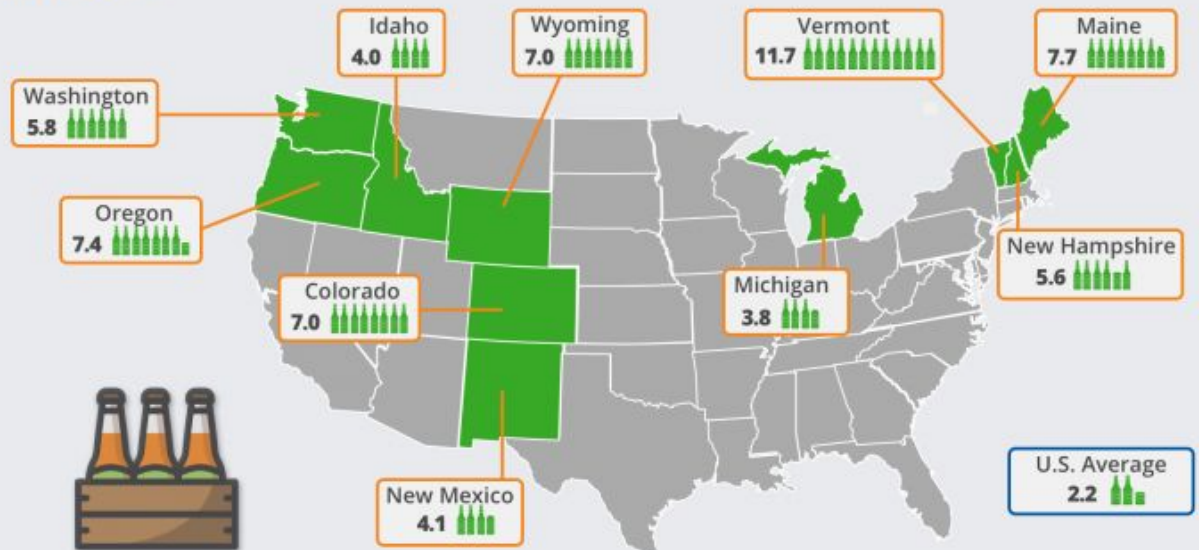 Idaho
4.0
Wyoming
7.0
Vermont
11.7
Maine
7.7
Washington
5.8
Oregon
7.4
New Hampshire
5.6
Colorado
7.0
Michigan
3.8
U.S. Average
2.2
New Mexico
4.1